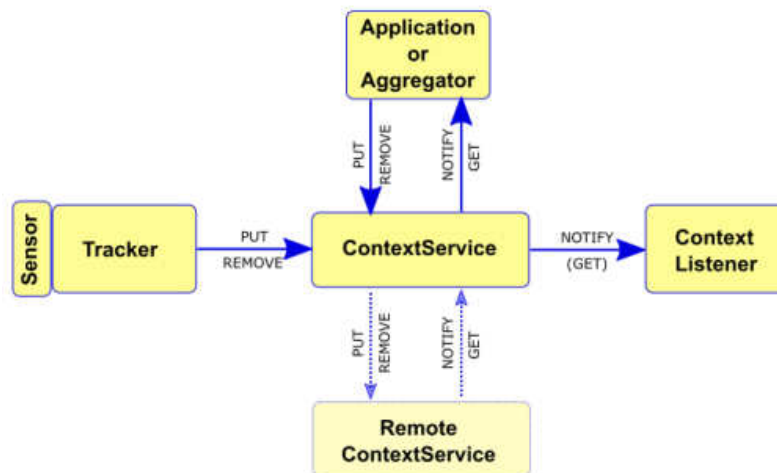 Application
or
Aggregator
PUT
REMOVE
NOTIFY
GET
Sensor
Tracker
PUT
REMOVE
ContextService
NOTIFY
(GET)
Context
Listener
PUT
REMOVE
NOTIFY
GET
Remote
ContextService